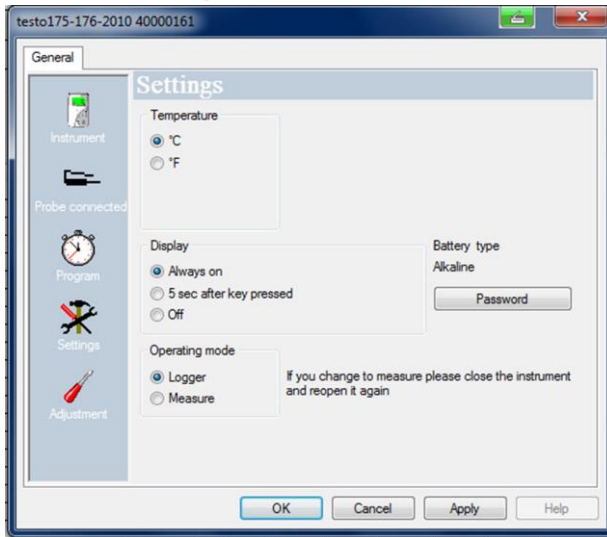 testo175-176-2010 40000161
General
Settings
Instrument
Probe connected
Program
Settings
Adjustment
Temperature
°C
°F
Display
Always on
5 sec after key pressed
Off
Battery type
Alkaline
Password
Operating mode
Logger
Measure
If you change to measure please close the instrument
and reopen it again
OK
Cancel
Apply
Help